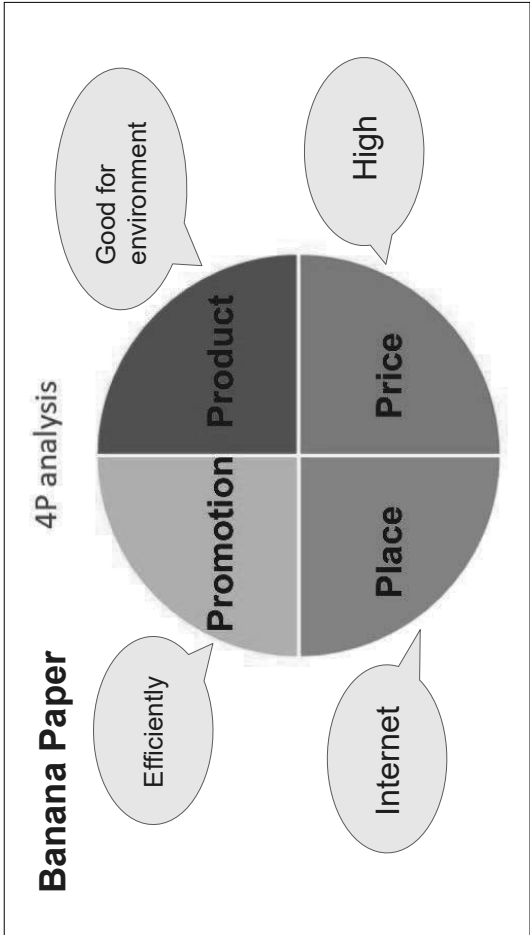 Banana Paper
4P analysis
Efficiently
Good for
environment
Promotion
Product
Place
Price
Internet
High